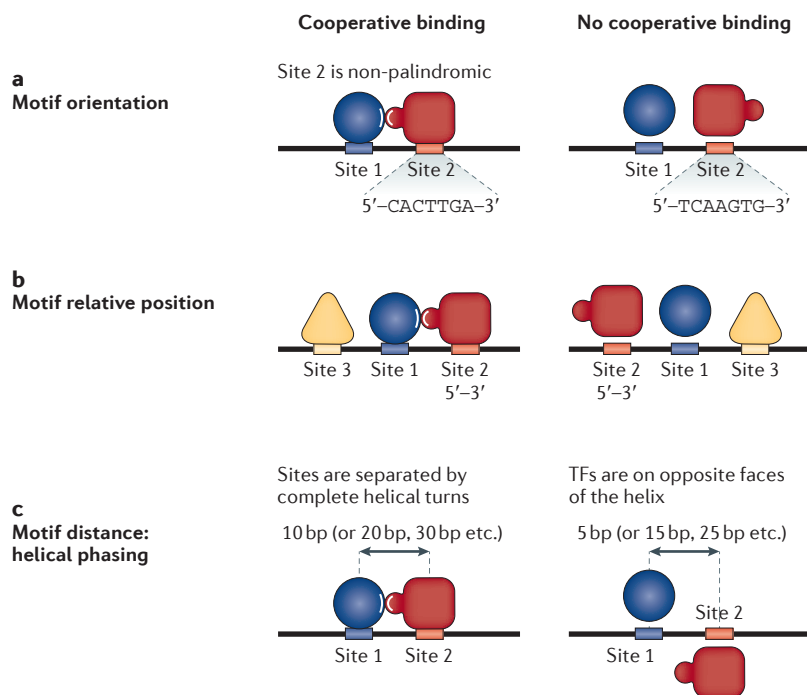 Cooperative binding
No cooperative binding
a
Motif orientation
Site 2 is non-palindromic
Site 1
Site 2
5′–CACTTGA–3′
Site 1
Site 2
5′–TCAAGTG–3′
b
Motif relative position
Site 3
Site 1
Site 2
5′–3′
Site 2
5′–3′
Site 1
Site 3
c
Motif distance:
helical phasing
Sites are separated by
complete helical turns
10 bp (or 20 bp, 30 bp etc.)
Site 1
Site 2
TFs are on opposite faces
of the helix
5 bp (or 15 bp, 25 bp etc.)
Site 2
Site 1